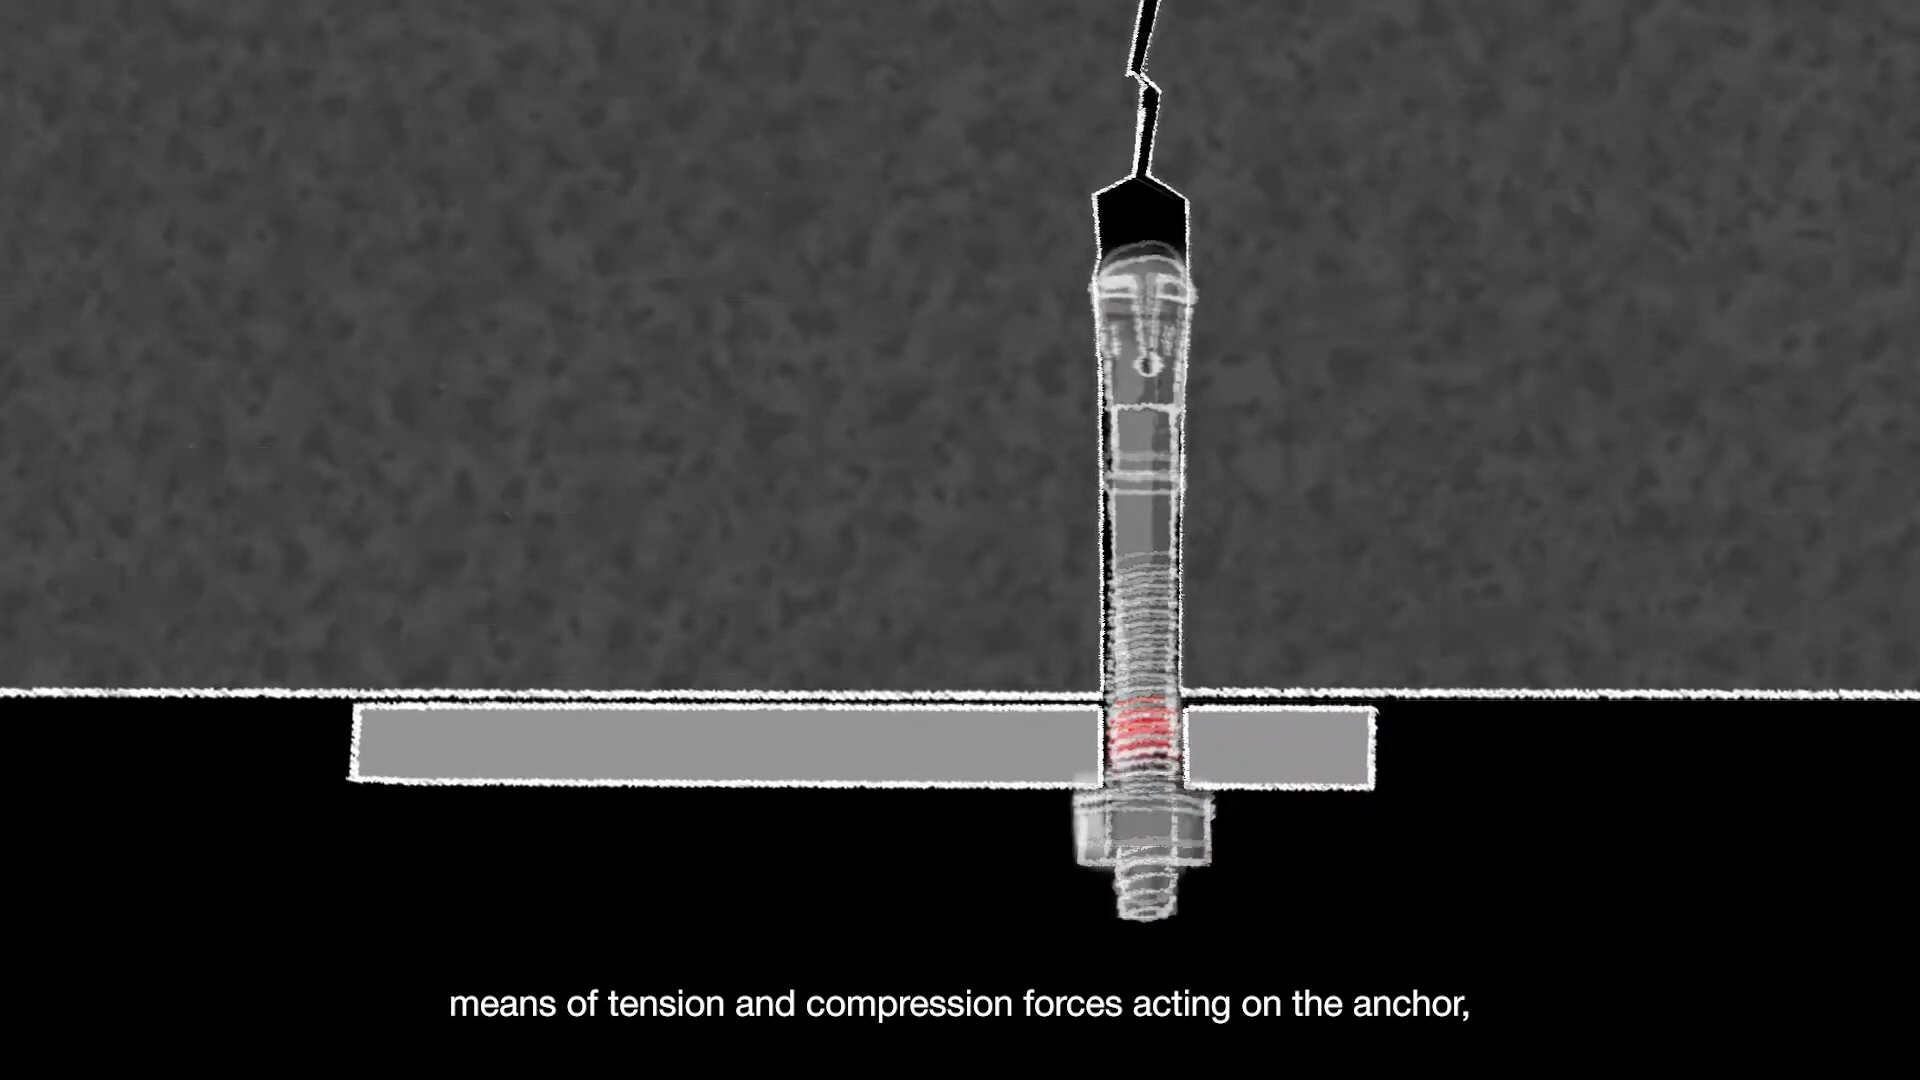 means of tension and compression forces acting on the anchor,